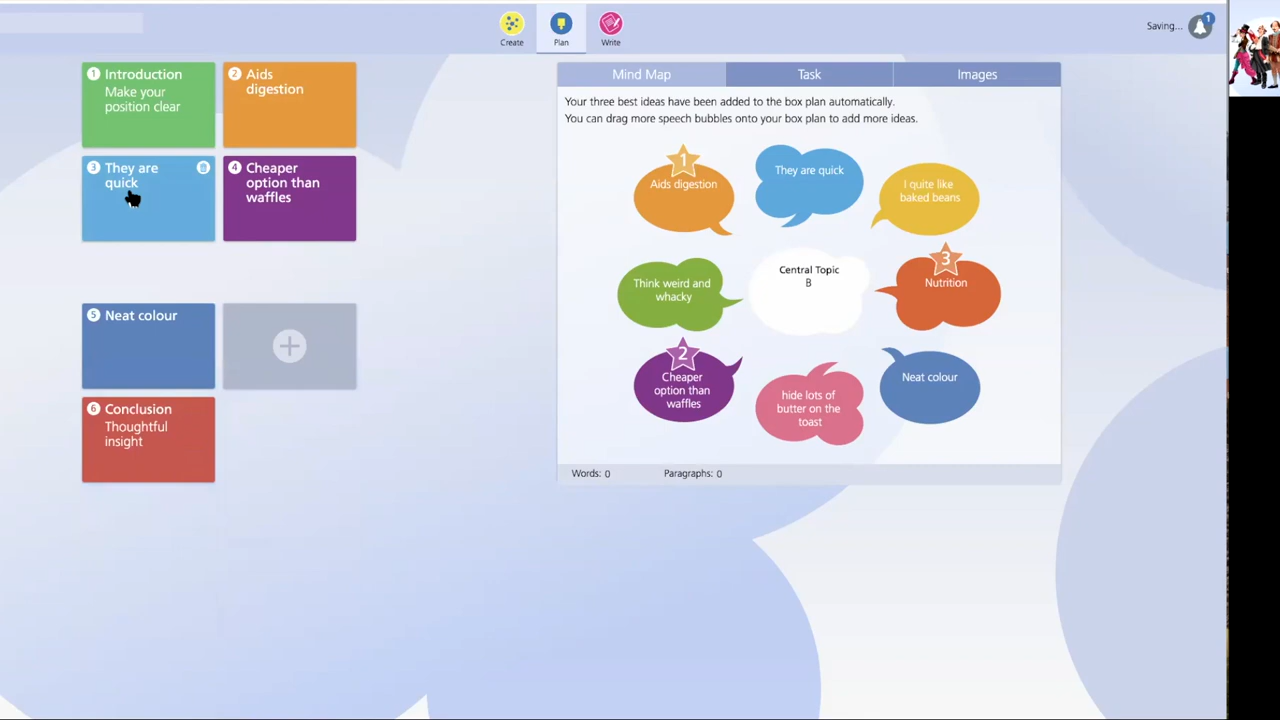 Create
Plan
Write
Saving...
1
1 Introduction
Make your
position clear
2 Aids
digestion
3 They are
quick
4 Cheaper
option than
waffles
5 Neat colour
6 Conclusion
Thoughtful
insight
Mind Map
Task
Images
Your three best ideas have been added to the box plan automatically.
You can drag more speech bubbles onto your box plan to add more ideas.
1
Aids digestion
They are quick
I quite like
baked beans
Think weird and
whacky
Central Topic
B
3
Nutrition
2
Cheaper
option than
waffles
hide lots of
butter on the
toast
Neat colour
Words: 0
Paragraphs: 0